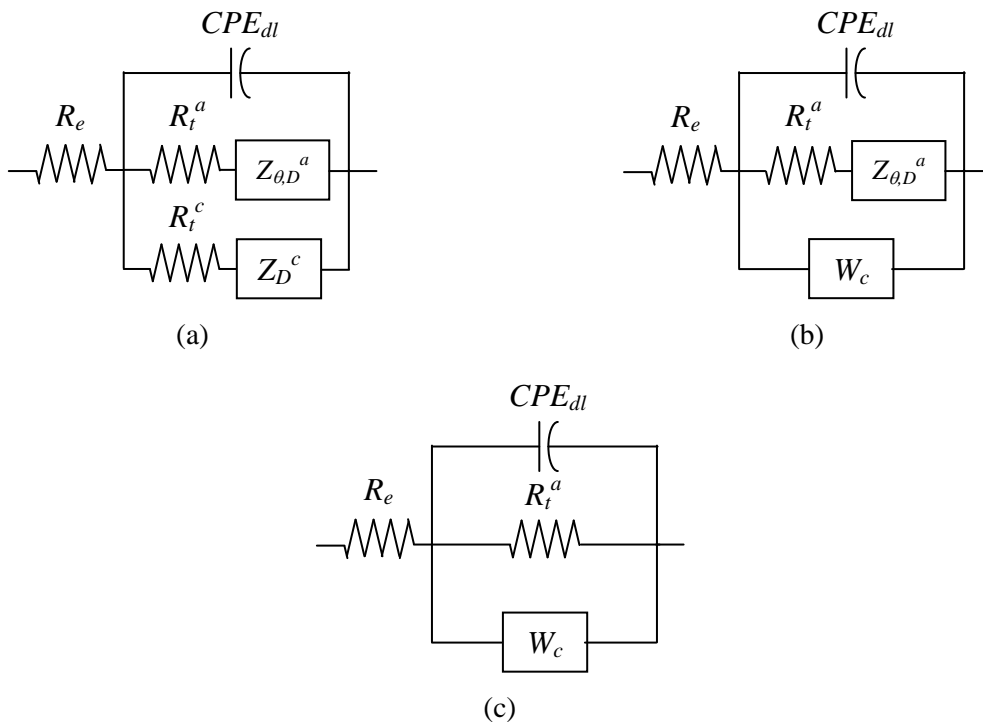 CPE_dl CPE_dl
R_e R_t^a R_e R_t^a
Z_θ,D^a Z_θ,D^a
R_t^c
Z_D^c W_c
(a) (b)
CPE_dl
R_e R_t^a
W_c
(c)